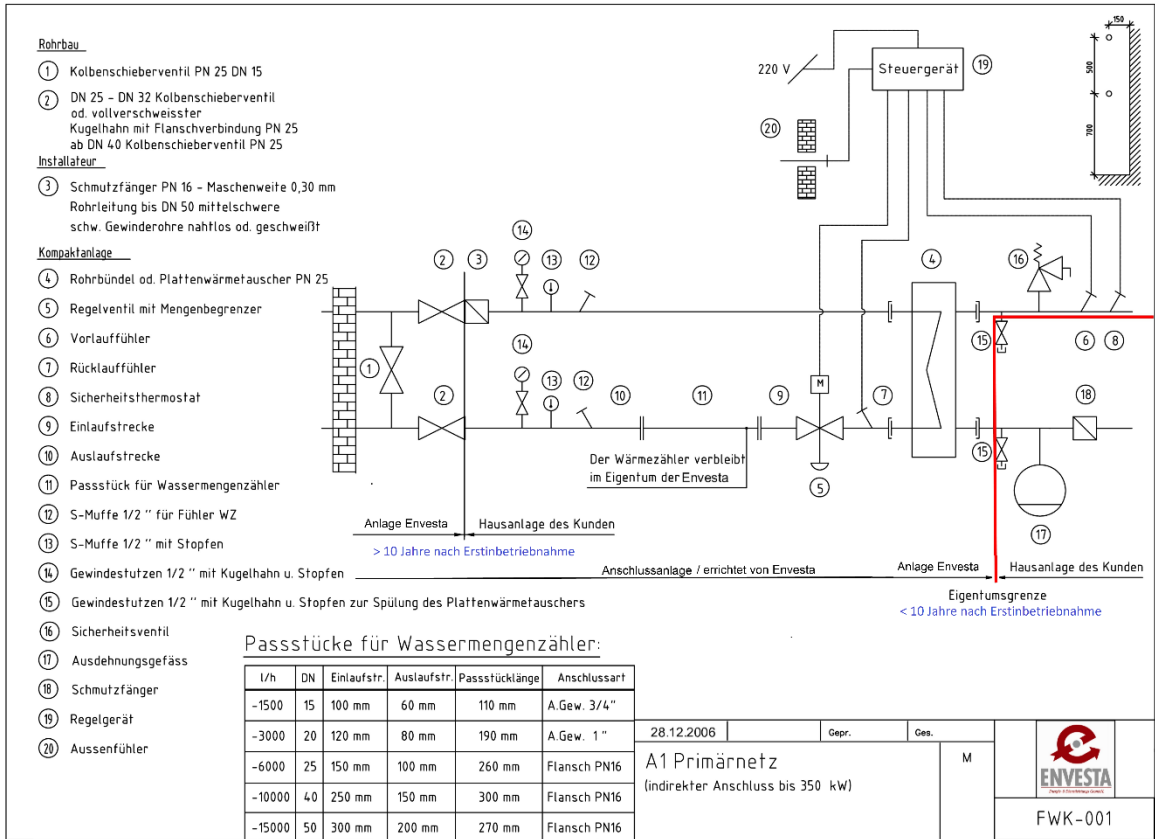 Rohrbau
1 Kolbenschieberventil PN 25 DN 15
2 DN 25 - DN 32 Kolbenschieberventil
od. vollverschweisster
Kugelhahn mit Flanschverbindung PN 25
ab DN 40 Kolbenschieberventil PN 25
Installateur
3 Schmutzfänger PN 16 - Maschenweite 0,30 mm
Rohrleitung bis DN 50 mittelschwere
schw. Gewinderohre nahtlos od. geschweißt
Kompaktanlage
4 Rohrbündel od. Plattenwärmetauscher PN 25
5 Regelventil mit Mengenbegrenzer
6 Vorlauffühler
7 Rücklauffühler
8 Sicherheitsthermostat
9 Einlaufstrecke
10 Auslaufstrecke
11 Passstück für Wassermengenzähler
12 S-Muffe 1/2 " für Fühler WZ
13 S-Muffe 1/2 " mit Stopfen
14 Gewindestutzen 1/2 " mit Kugelhahn u. Stopfen
15 Gewindestutzen 1/2 " mit Kugelhahn u. Stopfen zur Spülung des Plattenwärmetauschers
16 Sicherheitsventil
17 Ausdehnungsgefäss
18 Schmutzfänger
19 Regelgerät
20 Aussenfühler
220 V
Steuergerät
19
20
150
500
700
14
2
3
13
12
4
16
1
14
15
6
8
2
13
12
10
11
9
M
7
18
15
5
17
Der Wärmezähler verbleibt
im Eigentum der Envesta
Anlage Envesta
Hausanlage des Kunden
> 10 Jahre nach Erstinbetriebnahme
Anschlussanlage / errichtet von Envesta
Anlage Envesta
Hausanlage des Kunden
Eigentumsgrenze
< 10 Jahre nach Erstinbetriebnahme
Passstücke für Wassermengenzähler:
l/h DN Einlaufstr. Auslaufstr. Passstücklänge Anschlussart
-1500 15 100 mm 60 mm 110 mm A.Gew. 3/4"
-3000 20 120 mm 80 mm 190 mm A.Gew. 1 "
-6000 25 150 mm 100 mm 260 mm Flansch PN16
-10000 40 250 mm 150 mm 300 mm Flansch PN16
-15000 50 300 mm 200 mm 270 mm Flansch PN16
28.12.2006 Gepr. Ges.
A1 Primärnetz
(indirekter Anschluss bis 350 kW)
M
ENVESTA
FWK-001